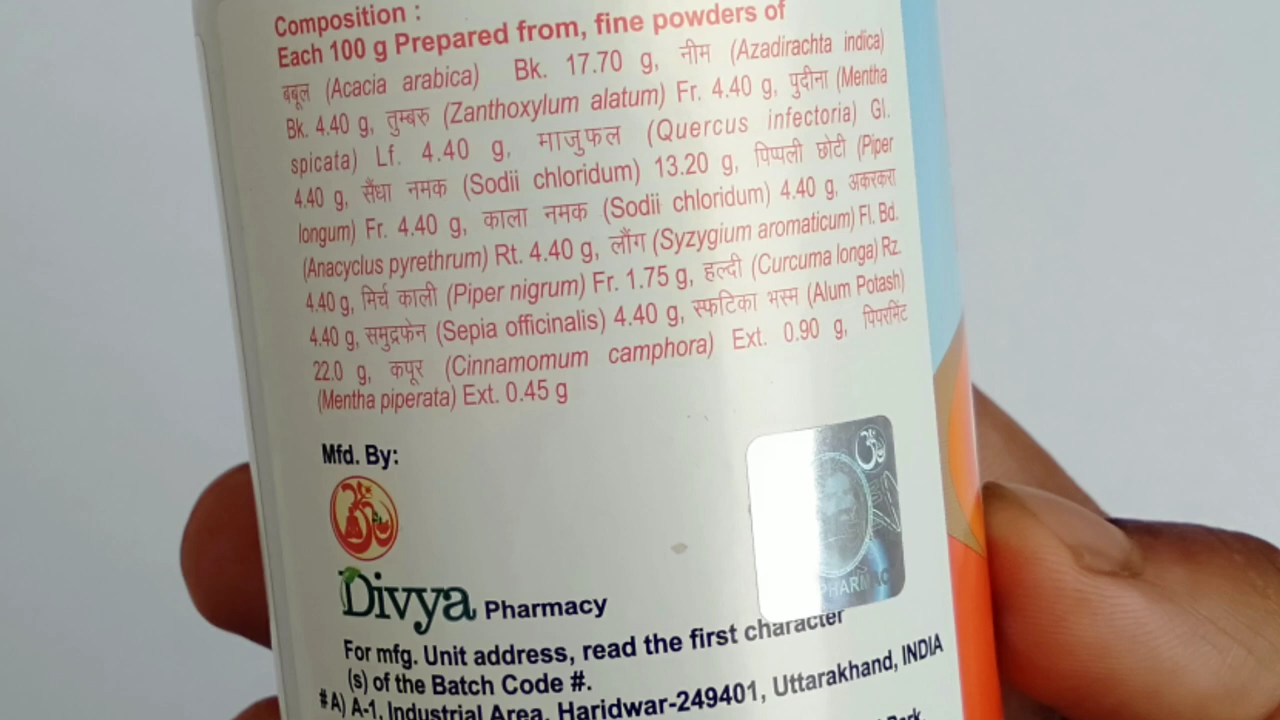 Composition :
Each 100 g Prepared from, fine powders of
बबूल (Acacia arabica) Bk. 17.70 g, नीम (Azadirachta indica)
Bk. 4.40 g, तुम्बरु (Zanthoxylum alatum) Fr. 4.40 g, पुदीना (Mentha
spicata) Lf. 4.40 g, माजुफल (Quercus infectoria) Gl.
4.40 g, सैंधा नमक (Sodii chloridum) 13.20 g, पिप्पली छोटी (Piper
longum) Fr. 4.40 g, काला नमक (Sodii chloridum) 4.40 g, अकरकरा
(Anacyclus pyrethrum) Rt. 4.40 g, लौंग (Syzygium aromaticum) Fl. Bd.
4.40 g, मिर्च काली (Piper nigrum) Fr. 1.75 g, हल्दी (Curcuma longa) Rz.
4.40 g, समुद्रफेन (Sepia officinalis) 4.40 g, स्फटिका भस्म (Alum Potash)
22.0 g, कपूर (Cinnamomum camphora) Ext. 0.90 g, पिपरमिंट
(Mentha piperata) Ext. 0.45 g
Mfd. By:
Divya Pharmacy
PHARMAC
For mfg. Unit address, read the first character
(s) of the Batch Code #.
# A) A-1, Industrial Area, Haridwar-249401, Uttarakhand, INDIA
Park,